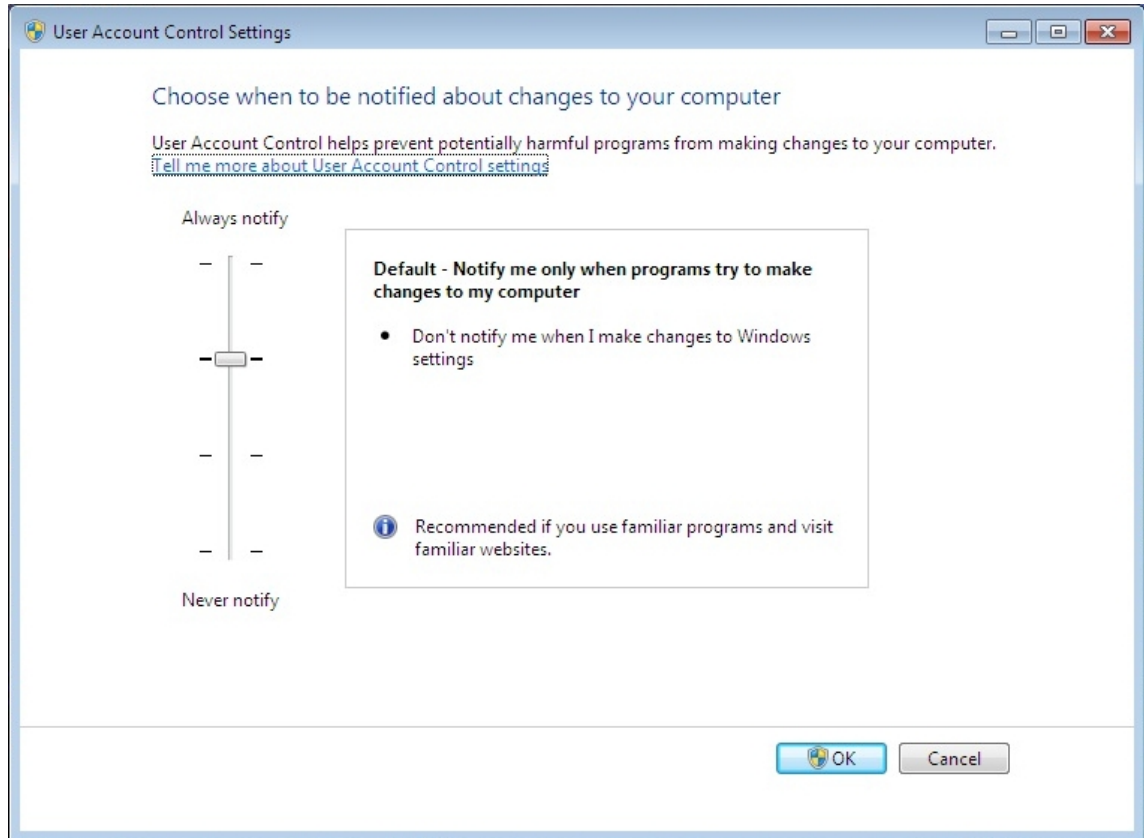 User Account Control Settings
Choose when to be notified about changes to your computer
User Account Control helps prevent potentially harmful programs from making changes to your computer.
Tell me more about User Account Control settings
Always notify
Default - Notify me only when programs try to make
changes to my computer
• Don't notify me when I make changes to Windows
settings
Recommended if you use familiar programs and visit
familiar websites.
Never notify
OK
Cancel